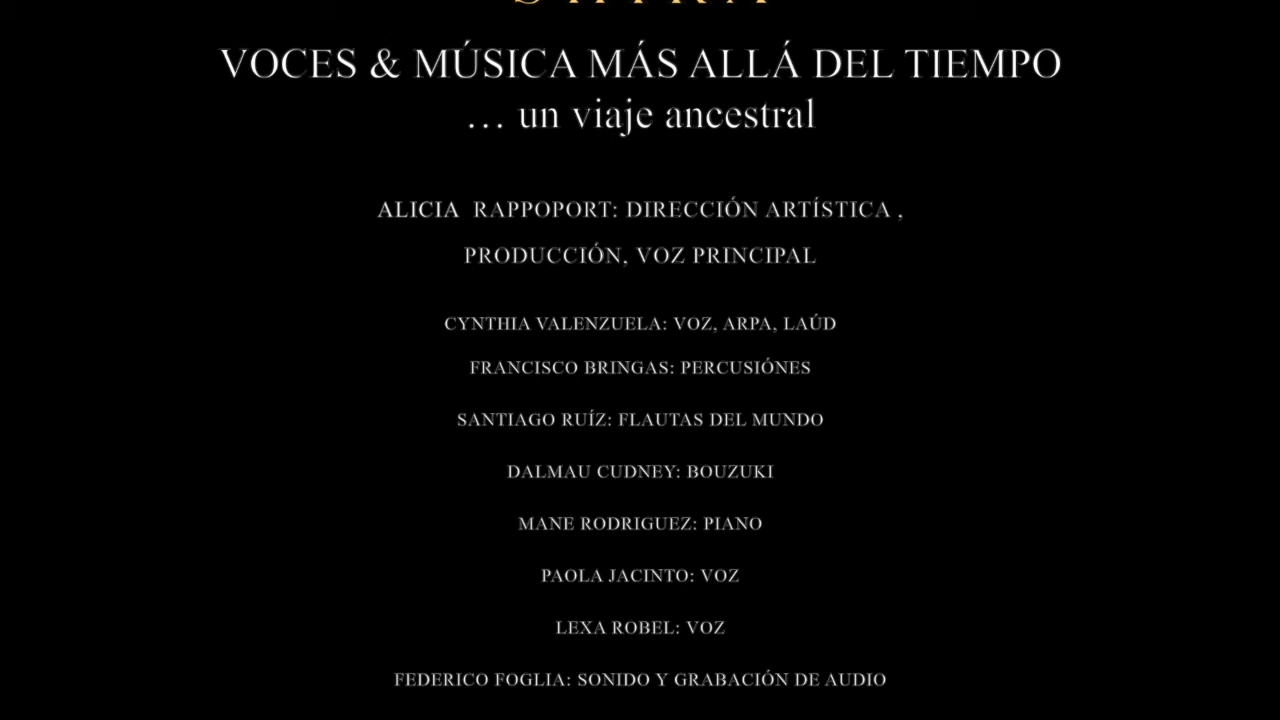 VOCES & MÚSICA MÁS ALLÁ DEL TIEMPO
... un viaje ancestral
ALICIA RAPPOPORT: DIRECCIÓN ARTÍSTICA ,
PRODUCCIÓN, VOZ PRINCIPAL
CYNTHIA VALENZUELA: VOZ, ARPA, LAÚD
FRANCISCO BRINGAS: PERCUSIÓNES
SANTIAGO RUÍZ: FLAUTAS DEL MUNDO
DALMAU CUDNEY: BOUZUKI
MANE RODRIGUEZ: PIANO
PAOLA JACINTO: VOZ
LEXA ROBEL: VOZ
FEDERICO FOGLIA: SONIDO Y GRABACIÓN DE AUDIO